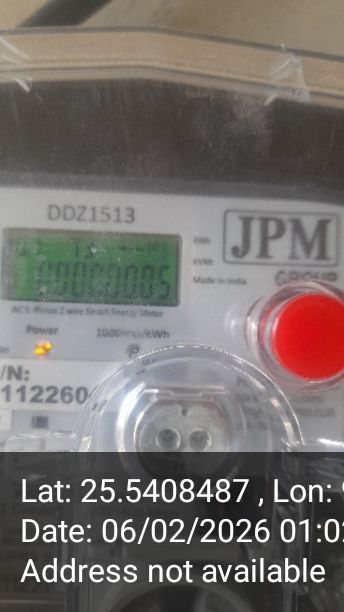 DDZ1513
JPM
kWh
kVAh
Made in India
GROUP
00000005
AC 1-Phase 2 wire Smart Energy Meter
Power
1000imp/kWh
/N:
112260
Lat: 25.5408487 , Lon:
Date: 06/02/2026 01:02
Address not available